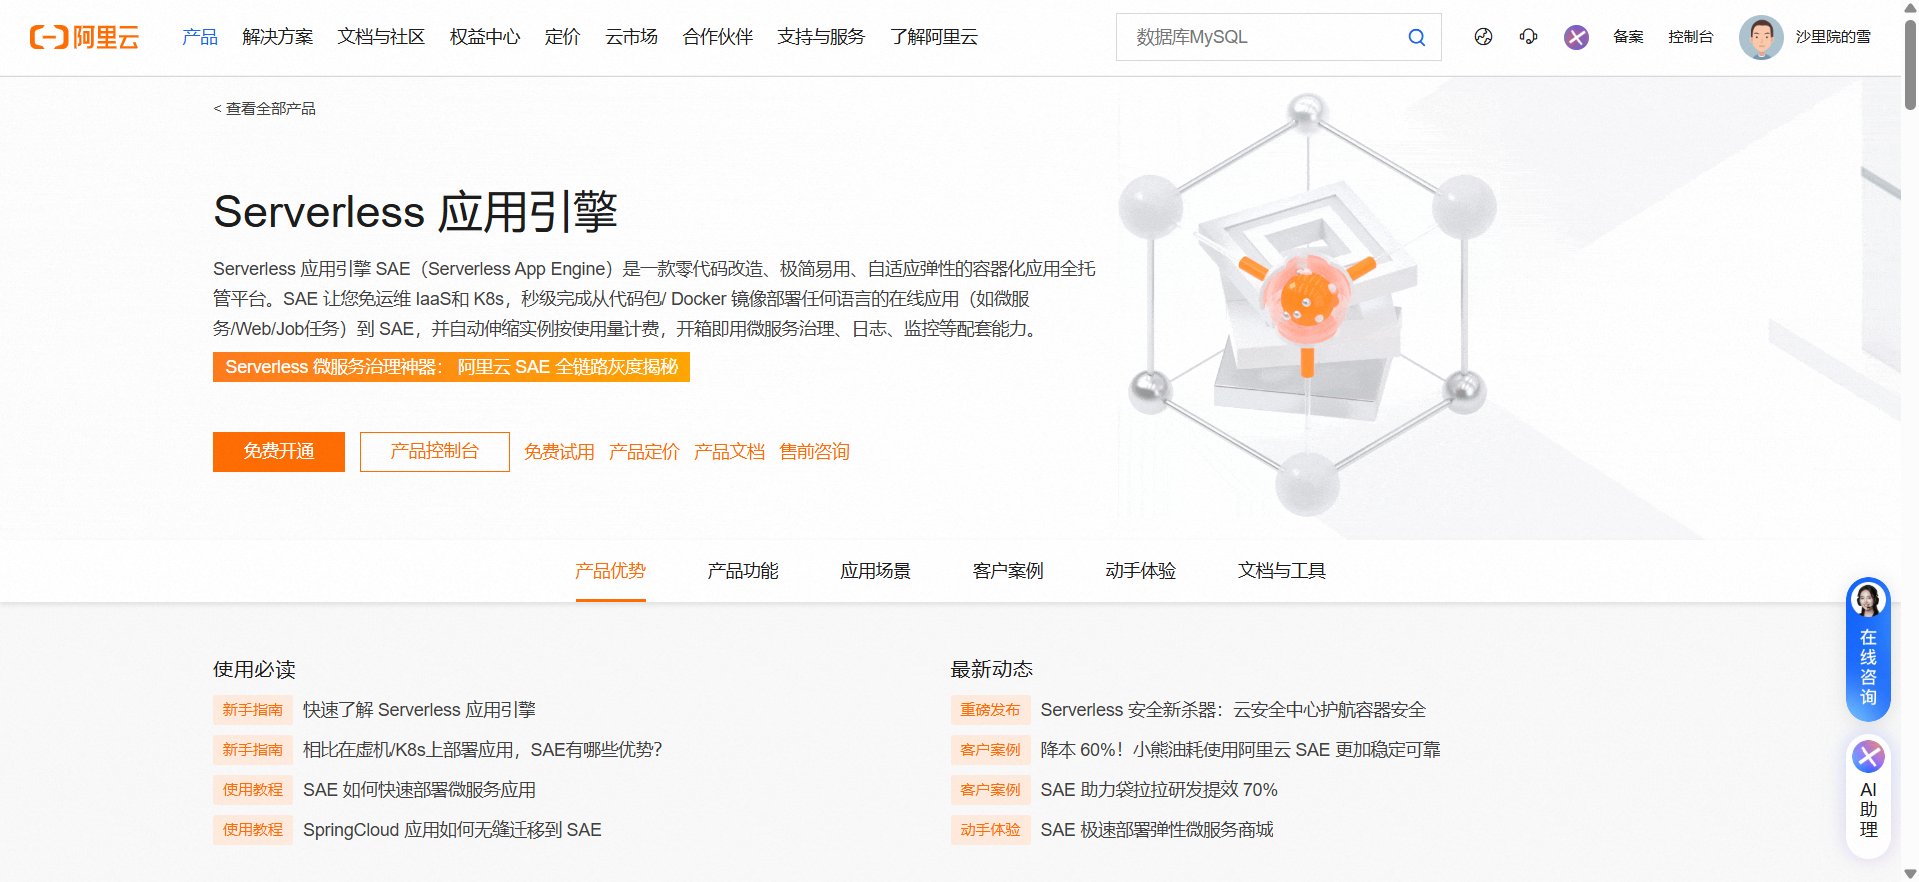 阿里云
产品 解决方案 文档与社区 权益中心 定价 云市场 合作伙伴 支持与服务 了解阿里云
数据库MySQL
备案 控制台 沙里院的雪
< 查看全部产品
Serverless 应用引擎
Serverless 应用引擎 SAE（Serverless App Engine）是一款零代码改造、极简易用、自适应弹性的容器化应用全托
管平台。SAE 让您免运维 IaaS和 K8s，秒级完成从代码包/ Docker 镜像部署任何语言的在线应用（如微服
务/Web/Job任务）到 SAE，并自动伸缩实例按使用量计费，开箱即用微服务治理、日志、监控等配套能力。
Serverless 微服务治理神器： 阿里云 SAE 全链路灰度揭秘
免费开通 产品控制台 免费试用 产品定价 产品文档 售前咨询
产品优势 产品功能 应用场景 客户案例 动手体验 文档与工具
使用必读
新手指南 快速了解 Serverless 应用引擎
新手指南 相比在虚机/K8s上部署应用，SAE有哪些优势？
使用教程 SAE 如何快速部署微服务应用
使用教程 SpringCloud 应用如何无缝迁移到 SAE
最新动态
重磅发布 Serverless 安全新杀器：云安全中心护航容器安全
客户案例 降本 60%！小熊油耗使用阿里云 SAE 更加稳定可靠
客户案例 SAE 助力袋拉拉研发提效 70%
动手体验 SAE 极速部署弹性微服务商城
在线咨询
AI助理